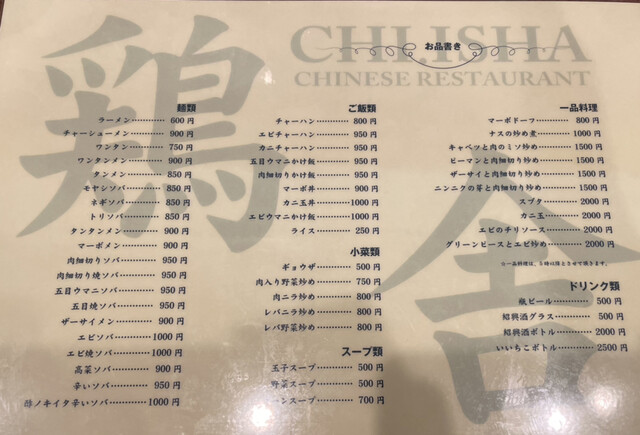 鶏舎
CHI.ISHA
CHINESE RESTAURANT
お品書き
麺類
ラーメン 600円
チャーシューメン 900円
ワンタン 750円
ワンタンメン 900円
タンメン 850円
モヤシソバ 850円
ネギソバ 850円
トリソバ 850円
タンタンメン 900円
マーボメン 900円
肉細切りソバ 950円
肉細切り焼ソバ 950円
五目ウマニソバ 950円
五目焼ソバ 950円
ザーサイメン 900円
エビソバ 1000円
エビ焼ソバ 1000円
高菜ソバ 900円
辛いソバ 950円
酢ノキイタ辛いソバ 1000円
ご飯類
チャーハン 800円
エビチャーハン 950円
カニチャーハン 950円
五目ウマニかけ飯 950円
肉細切りかけ飯 950円
マーボ丼 900円
カニ玉丼 1000円
エビウマニかけ飯 1000円
ライス 250円
小菜類
ギョウザ 500円
肉入り野菜炒め 750円
肉ニラ炒め 800円
レバニラ炒め 800円
レバ野菜炒め 800円
スープ類
玉子スープ 500円
野菜スープ 500円
ンスープ 700円
一品料理
マーボドーフ 800円
ナスの炒め煮 1000円
キャベツと肉のミソ炒め 1500円
ピーマンと肉細切り炒め 1500円
ザーサイと肉細切り炒め 1500円
ニンニクの芽と肉細切り炒め 1500円
スブタ 2000円
カニ玉 2000円
エビのチリソース 2000円
グリーンピースとエビ炒め 2000円
☆一品料理は、5時以降とさせて頂きます。
ドリンク類
瓶ビール 500円
紹興酒グラス 500円
紹興酒ボトル 2000円
いいちこボトル 2500円